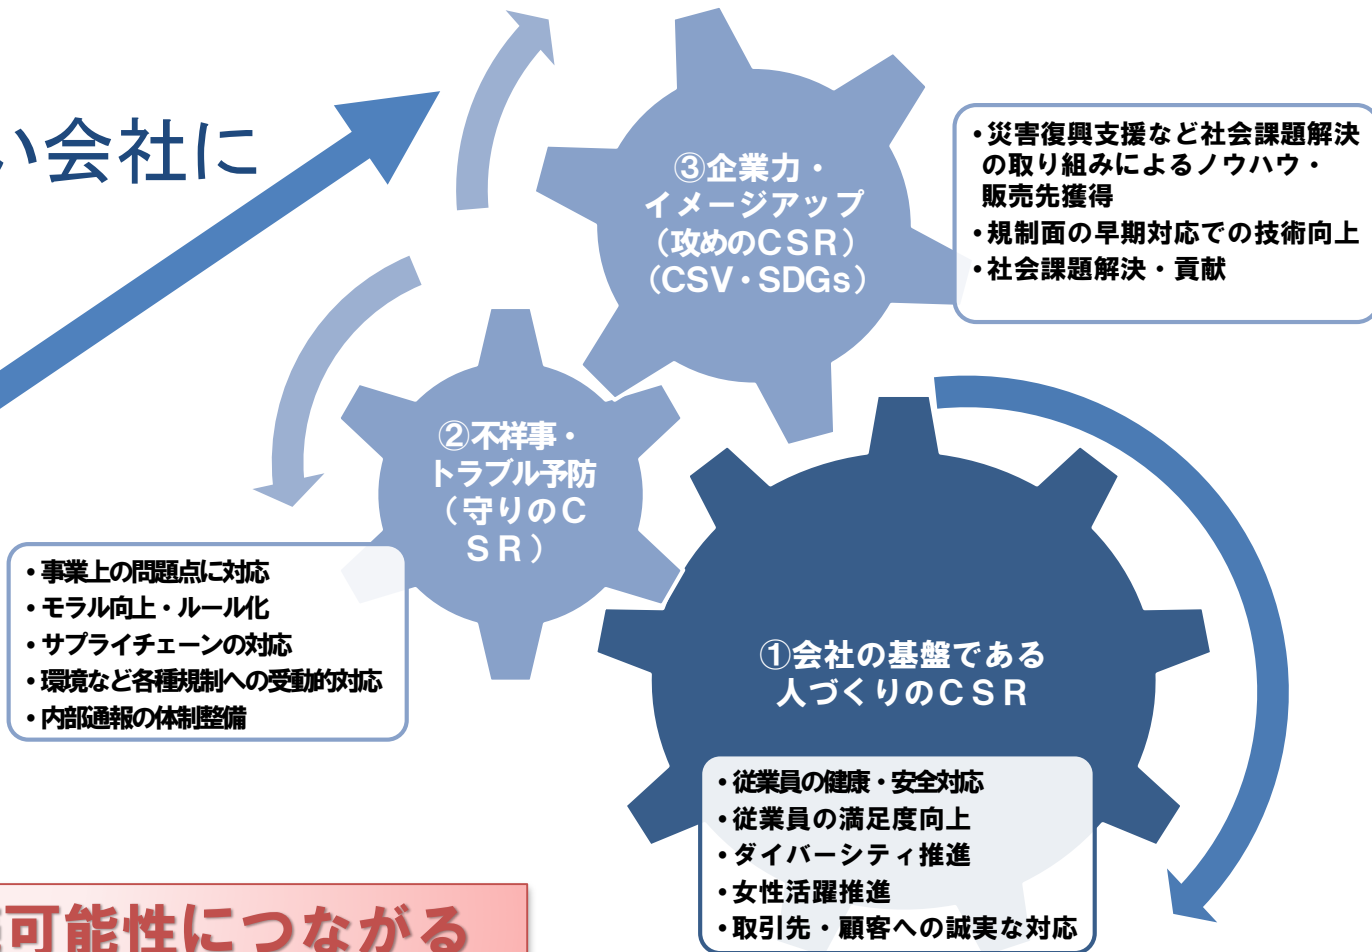 い会社に
③企業力・
イメージアップ
（攻めのCSR）
（CSV・SDGs）
・災害復興支援など社会課題解決
の取り組みによるノウハウ・
販売先獲得
・規制面の早期対応での技術向上
・社会課題解決・貢献
②不祥事・
トラブル予防
（守りのC
SR）
・事業上の問題点に対応
・モラル向上・ルール化
・サプライチェーンの対応
・環境など各種規制への受動的対応
・内部通報の体制整備
①会社の基盤である
人づくりのCSR
・従業員の健康・安全対応
・従業員の満足度向上
・ダイバーシティ推進
・女性活躍推進
・取引先・顧客への誠実な対応
可能性につながる